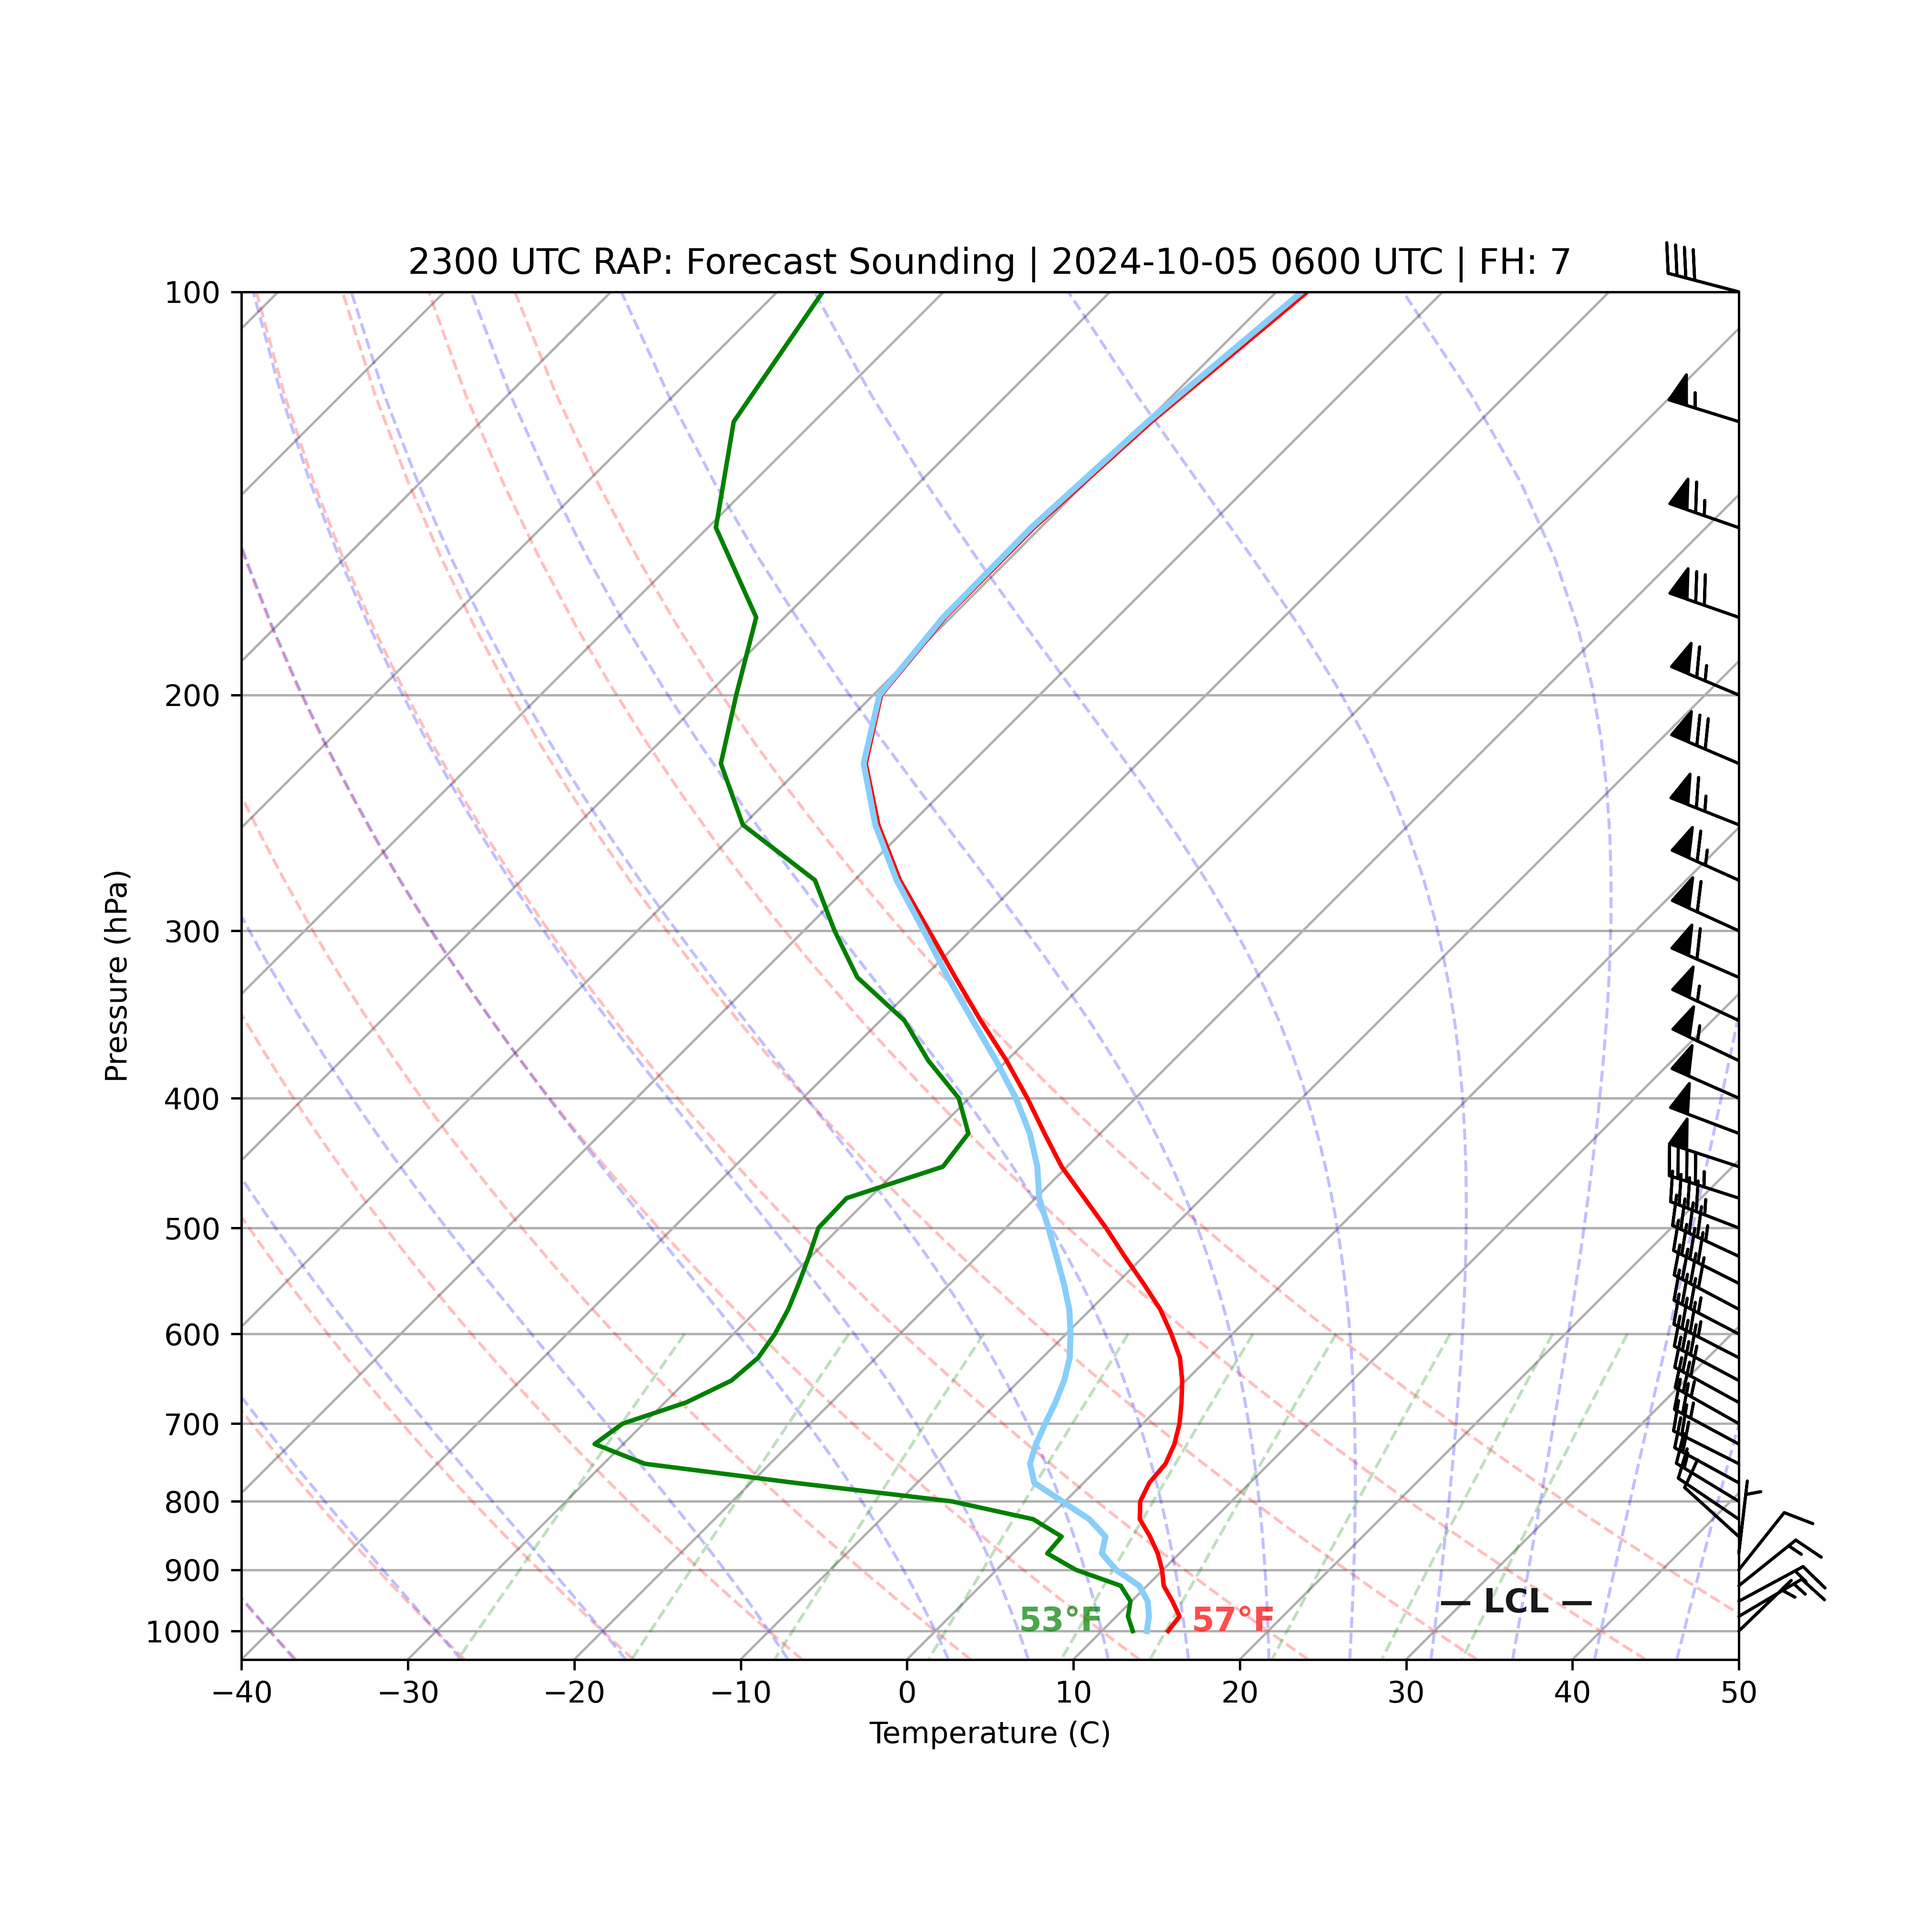 2300 UTC RAP: Forecast Sounding | 2024-10-05 0600 UTC | FH: 7
100
200
300
400
500
600
700
800
900
1000
Pressure (hPa)
53°F
57°F
— LCL —
−40 −30 −20 −10 0 10 20 30 40 50
Temperature (C)